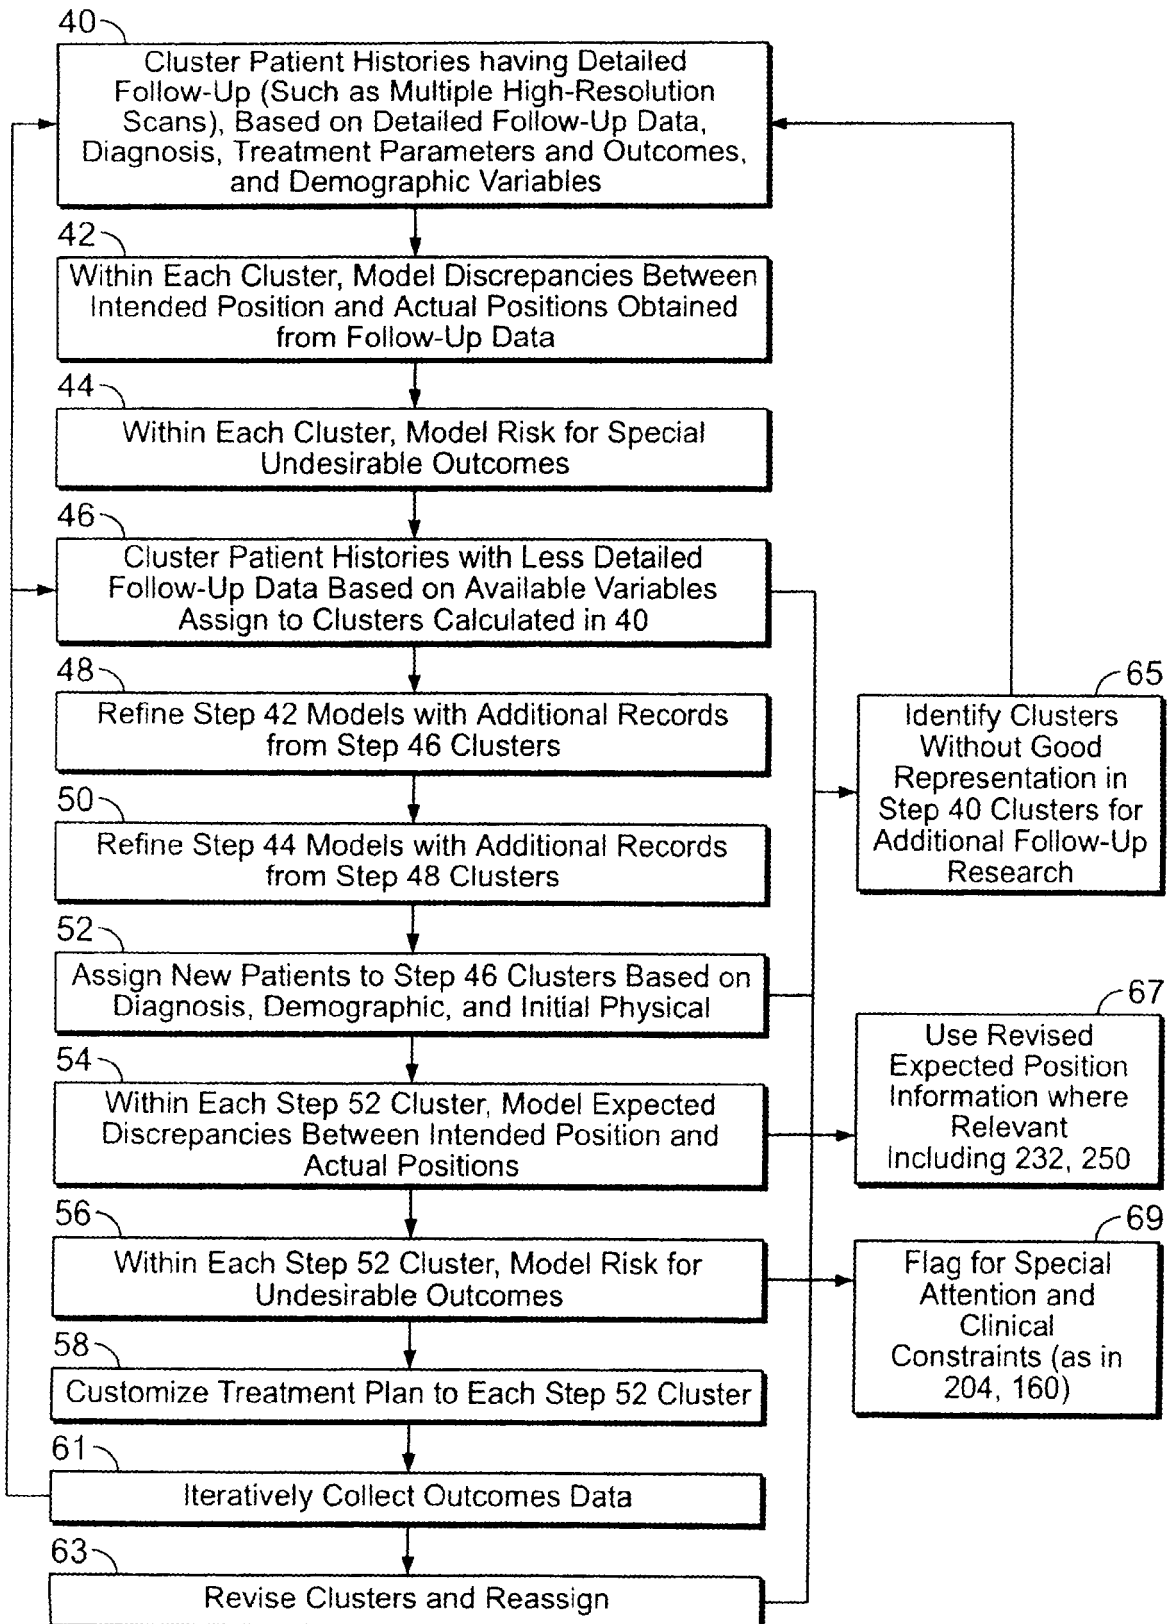 40
Cluster Patient Histories having Detailed
Follow-Up (Such as Multiple High-Resolution
Scans), Based on Detailed Follow-Up Data,
Diagnosis, Treatment Parameters and Outcomes,
and Demographic Variables
42
Within Each Cluster, Model Discrepancies Between
Intended Position and Actual Positions Obtained
from Follow-Up Data
44
Within Each Cluster, Model Risk for Special
Undesirable Outcomes
46
Cluster Patient Histories with Less Detailed
Follow-Up Data Based on Available Variables
Assign to Clusters Calculated in 40
48
Refine Step 42 Models with Additional Records
from Step 46 Clusters
50
Refine Step 44 Models with Additional Records
from Step 48 Clusters
52
Assign New Patients to Step 46 Clusters Based on
Diagnosis, Demographic, and Initial Physical
54
Within Each Step 52 Cluster, Model Expected
Discrepancies Between Intended Position and
Actual Positions
56
Within Each Step 52 Cluster, Model Risk for
Undesirable Outcomes
58
Customize Treatment Plan to Each Step 52 Cluster
61
Iteratively Collect Outcomes Data
63
Revise Clusters and Reassign
65
Identify Clusters
Without Good
Representation in
Step 40 Clusters for
Additional Follow-Up
Research
67
Use Revised
Expected Position
Information where
Relevant
Including 232, 250
69
Flag for Special
Attention and
Clinical
Constraints (as in
204, 160)